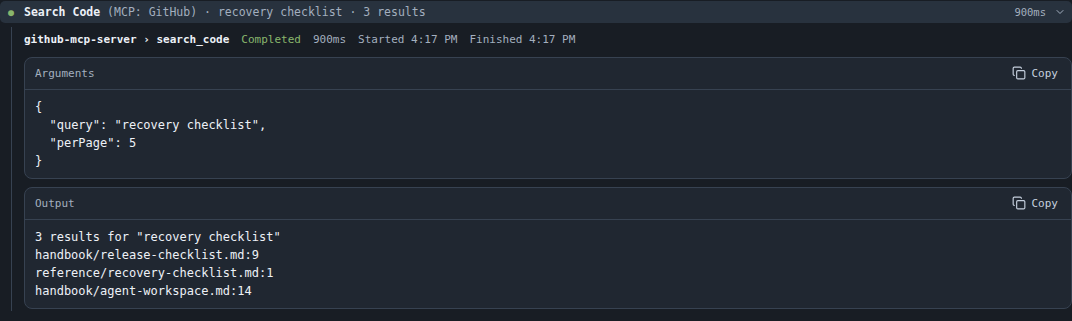 Search Code (MCP: GitHub) · recovery checklist · 3 results 900ms
github-mcp-server › search_code Completed 900ms Started 4:17 PM Finished 4:17 PM
Arguments Copy
{
  "query": "recovery checklist",
  "perPage": 5
}
Output Copy
3 results for "recovery checklist"
handbook/release-checklist.md:9
reference/recovery-checklist.md:1
handbook/agent-workspace.md:14